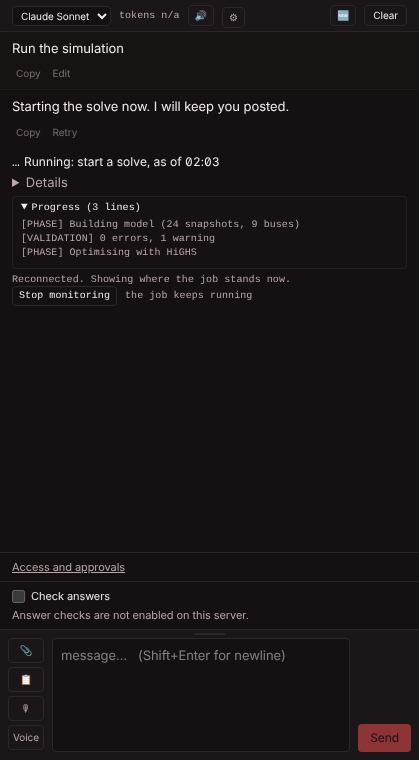 Claude Sonnet tokens n/a Clear
Run the simulation
Copy Edit
Starting the solve now. I will keep you posted.
Copy Retry
… Running: start a solve, as of 02:03
▶ Details
▼ Progress (3 lines)
[PHASE] Building model (24 snapshots, 9 buses)
[VALIDATION] 0 errors, 1 warning
[PHASE] Optimising with HiGHS
Reconnected. Showing where the job stands now.
Stop monitoring the job keeps running
Access and approvals
Check answers
Answer checks are not enabled on this server.
message… (Shift+Enter for newline)
Voice
Send